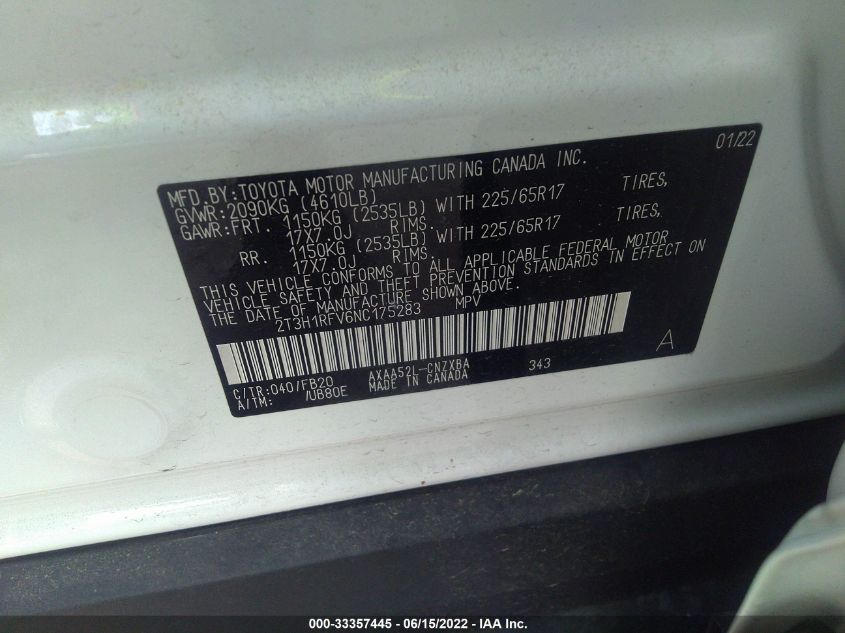 01/22
MFD.BY:TOYOTA MOTOR MANUFACTURING CANADA INC.
GVWR:2090KG (4610LB)
GAWR:FRT. 1150KG (2535LB) WITH 225/65R17 TIRES,
17X7.0J RIMS.
RR. 1150KG (2535LB) WITH 225/65R17 TIRES,
17X7.0J RIMS.
THIS VEHICLE CONFORMS TO ALL APPLICABLE FEDERAL MOTOR
VEHICLE SAFETY AND THEFT PREVENTION STANDARDS IN EFFECT ON
THE DATE OF MANUFACTURE SHOWN ABOVE.
2T3H1RFV6NC175283 MPV
C/TR:040/FB20 AXAA52L-CNZXBA 343 A
A/TM: /UB80E MADE IN CANADA
000-33357445 - 06/15/2022 - IAA Inc.